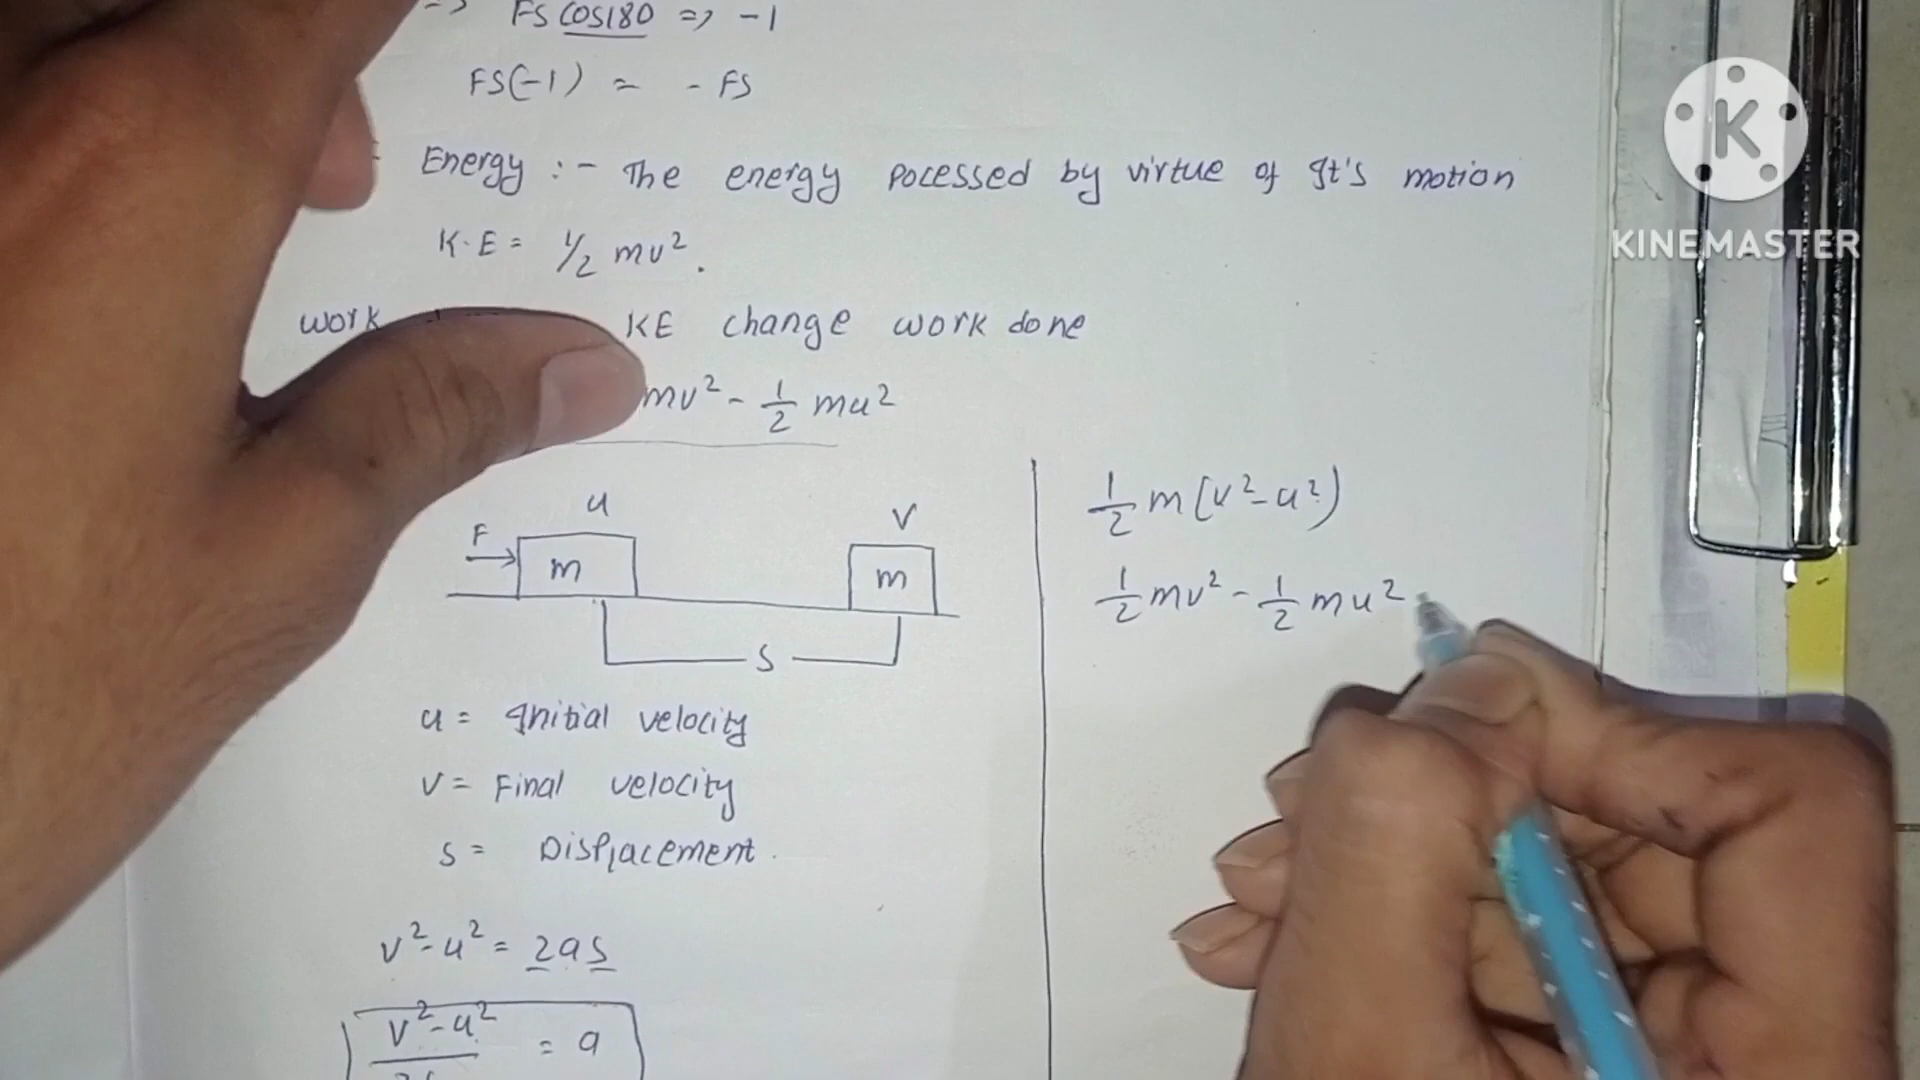 => FS cos180 => -1
FS(-1) = - FS
Energy :- The energy pocessed by virtue of It's motion
K.E = 1/2 mv².
work KE change work done
mv² - 1/2 mu²
F
u
m
v
m
S
u = Initial velocity
v = Final velocity
s = Displacement.
v² - u² = 2as
v² - u² = a
1/2 m(v² - u²)
1/2 mv² - 1/2 mu²
K
KINEMASTER